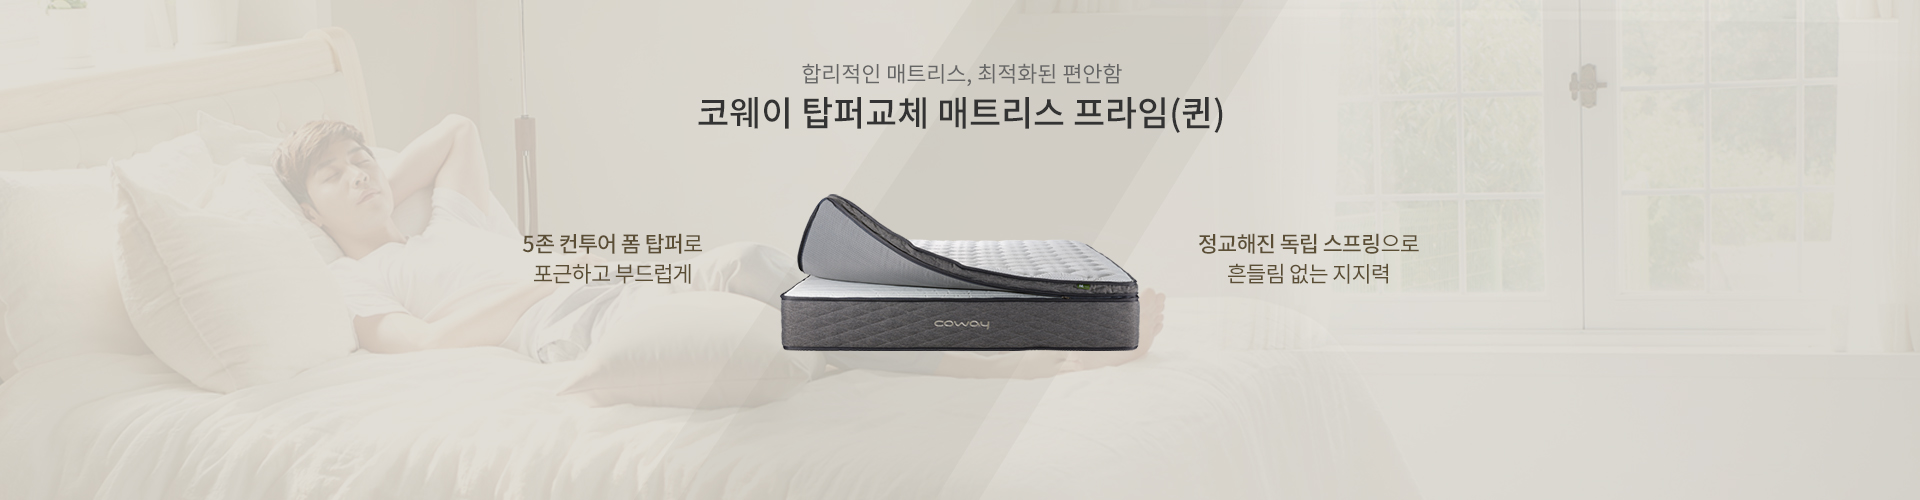 합리적인 매트리스, 최적화된 편안함
코웨이 탑퍼교체 매트리스 프라임(퀸)
5존 컨투어 폼 탑퍼로
포근하고 부드럽게
정교해진 독립 스프링으로
흔들림 없는 지지력
coway